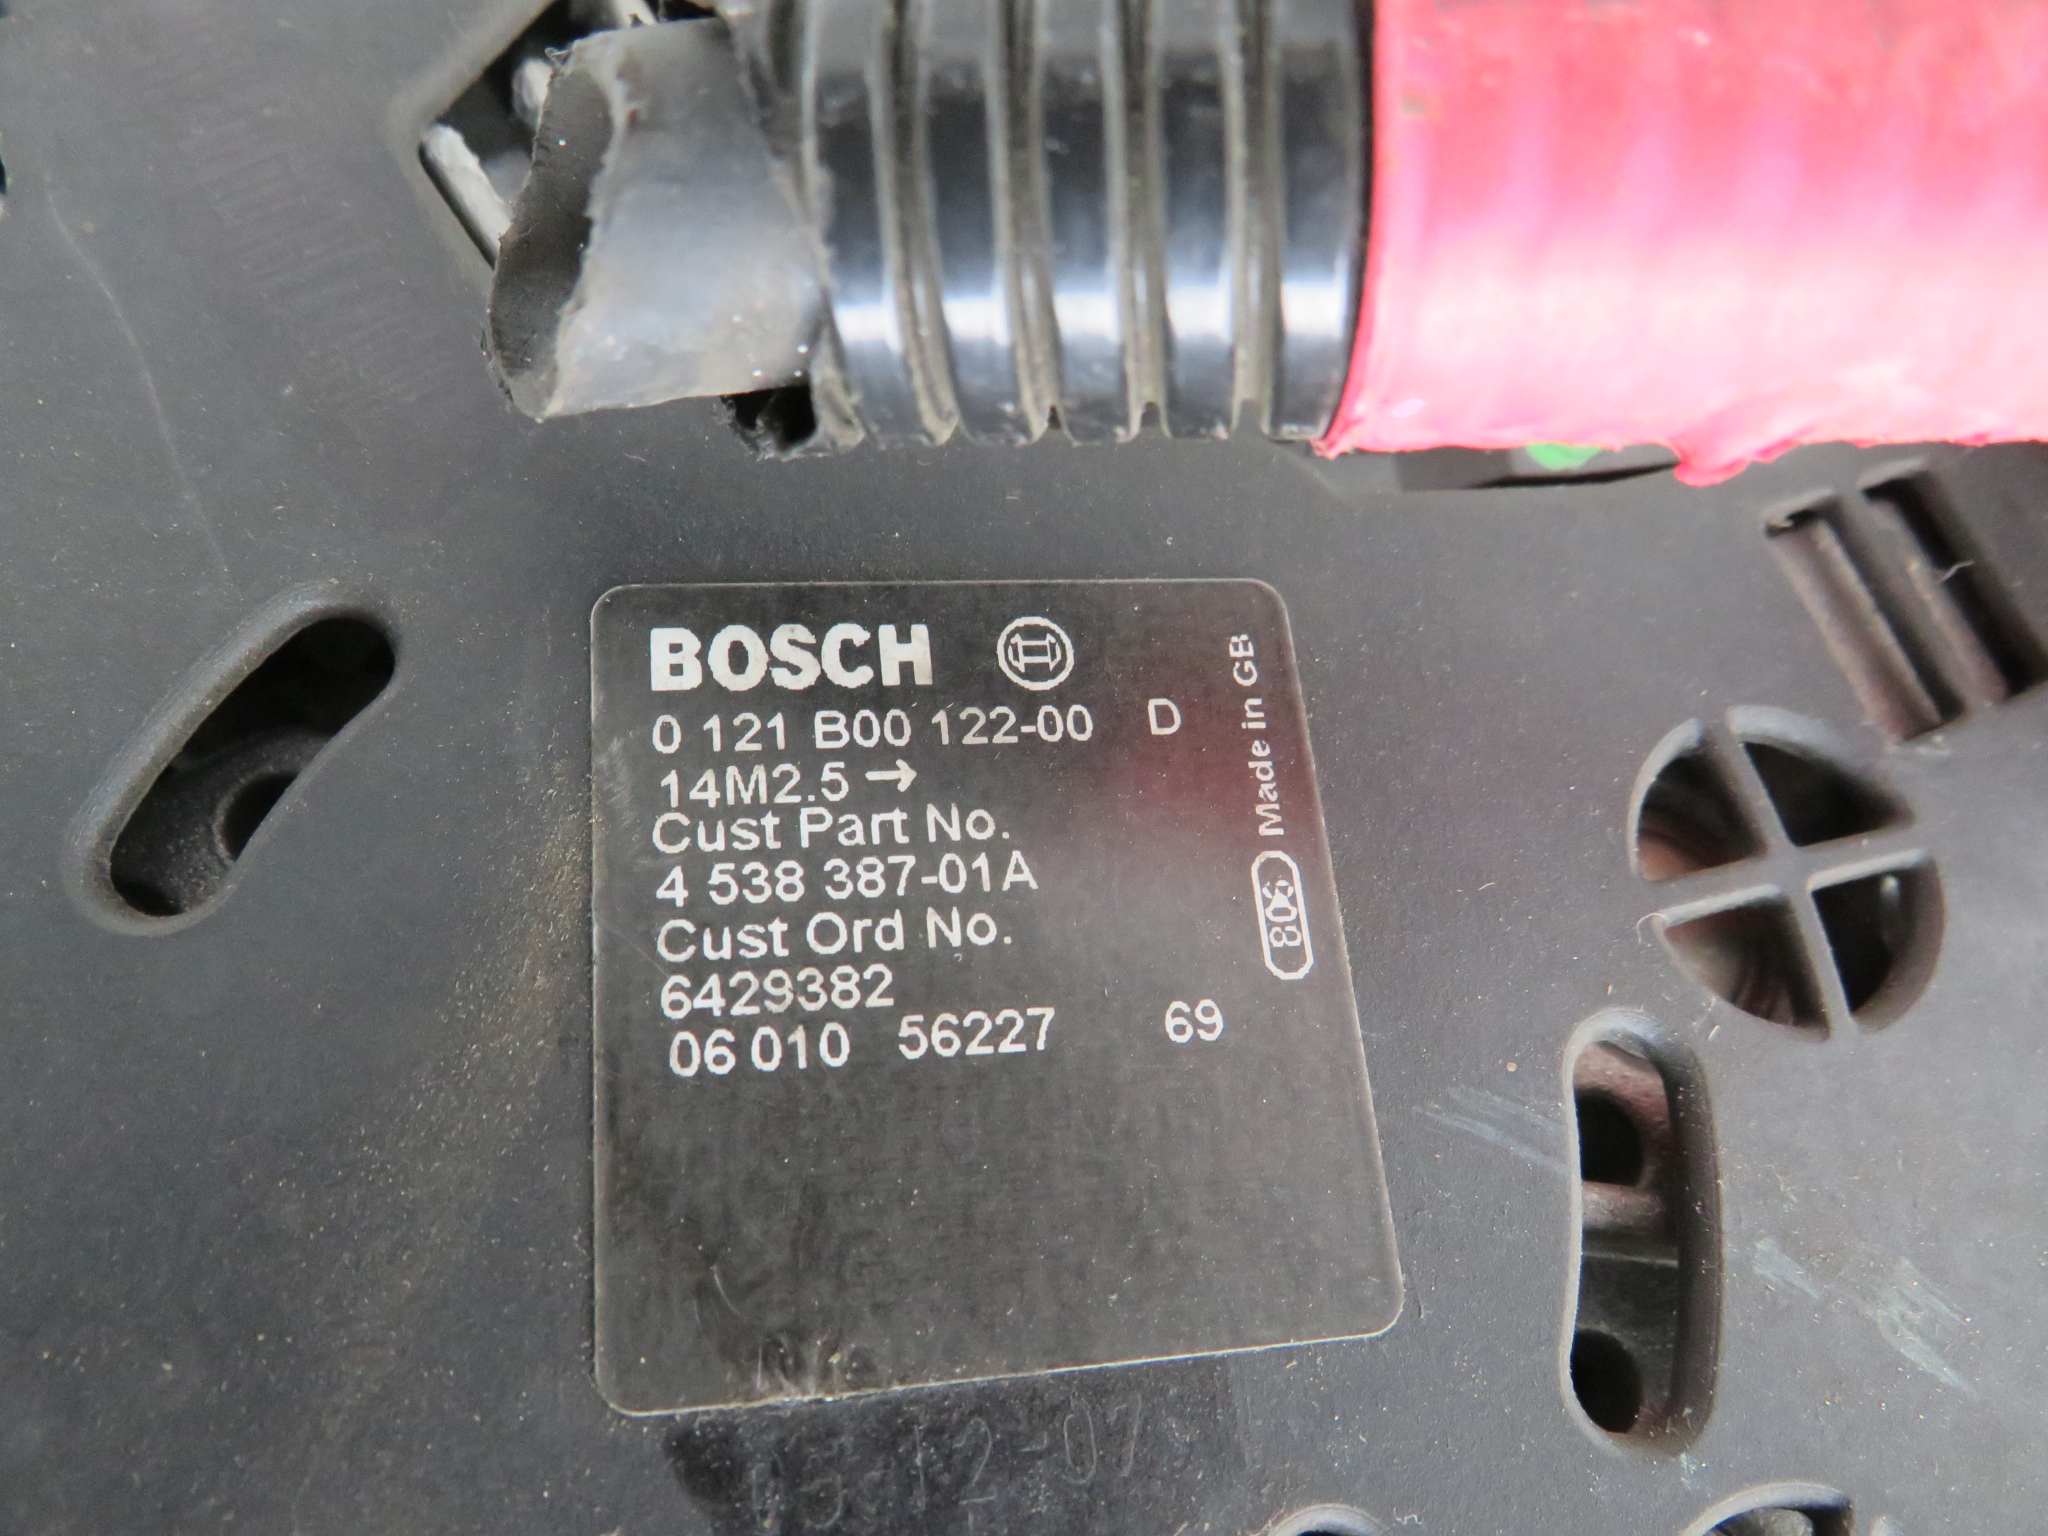 BOSCH
0 121 B00 122-00 D
14M2.5 →
Cust Part No.
4 538 387-01A
Cust Ord No.
6429382
06 010 56227 69
Made in GB